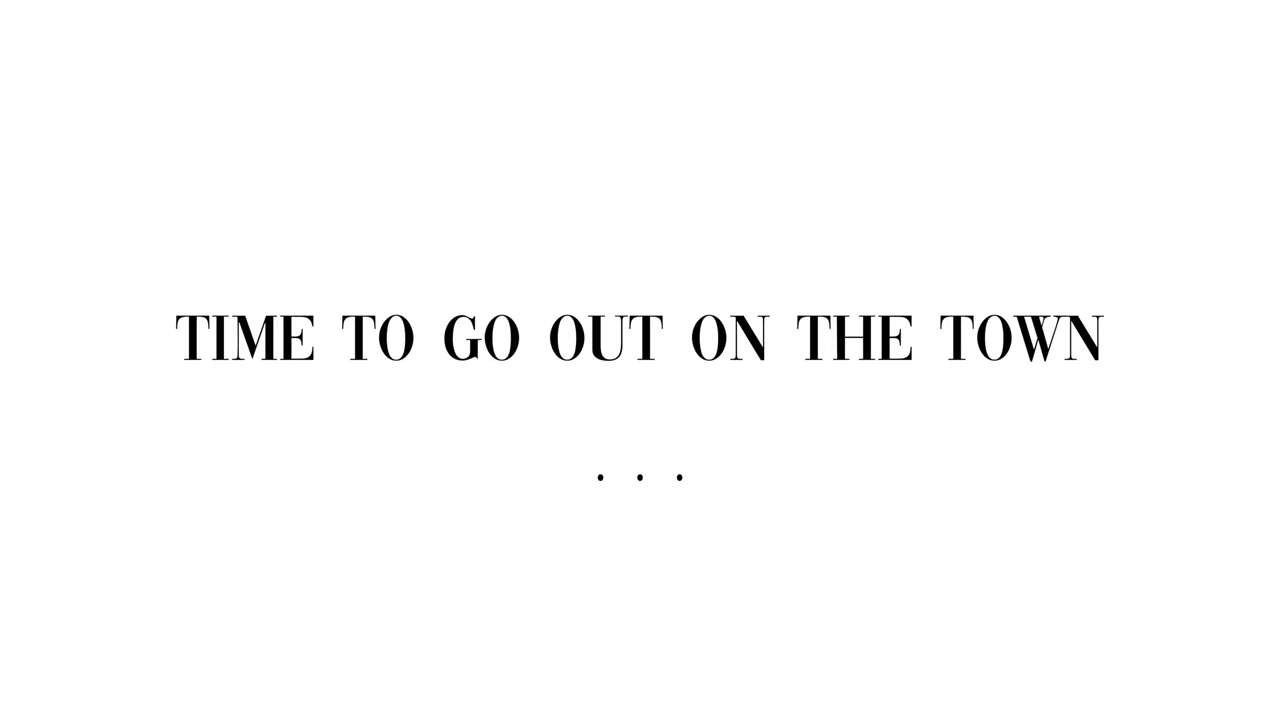 TIME TO GO OUT ON THE TOWN
. . .